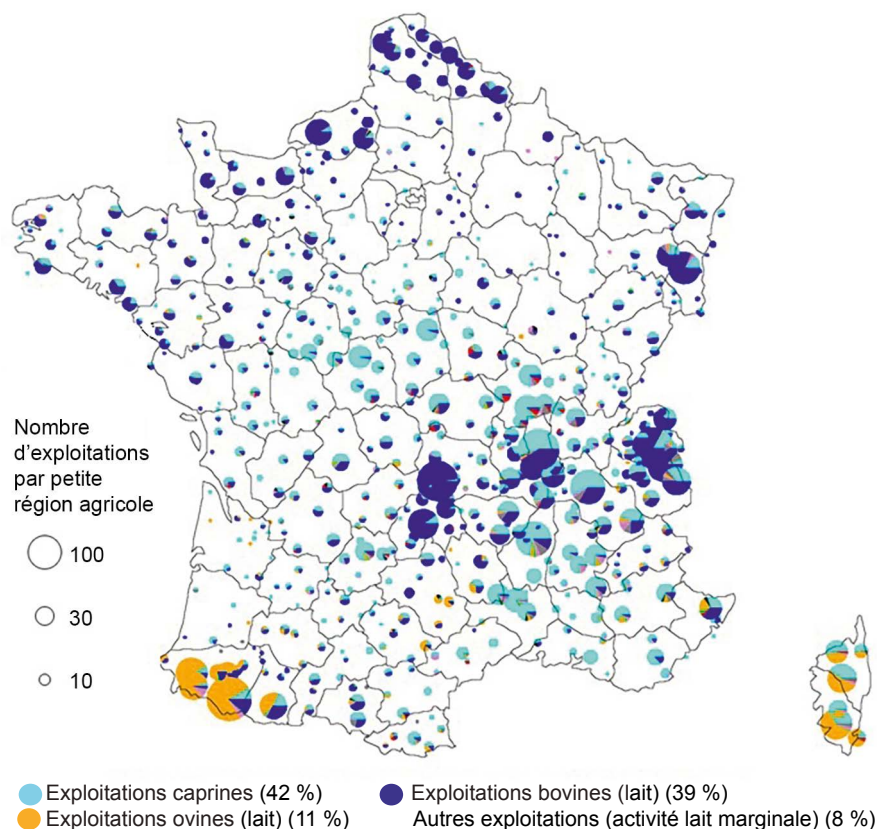 Nombre
d'exploitations
par petite
région agricole
100
30
10
Exploitations caprines (42 %)
Exploitations bovines (lait) (39 %)
Exploitations ovines (lait) (11 %)
Autres exploitations (activité lait marginale) (8 %)